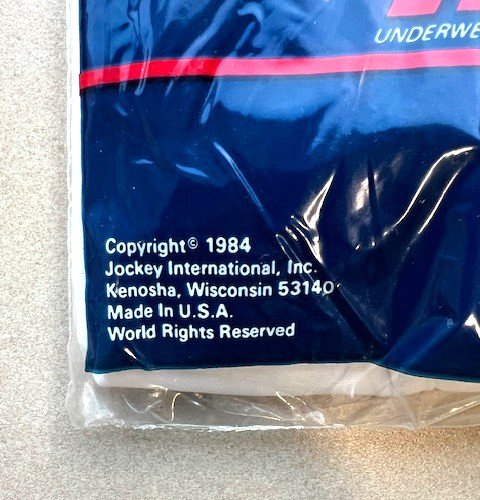 UNDERWE
Copyright© 1984
Jockey International, Inc.
Kenosha, Wisconsin 53140
Made In U.S.A.
World Rights Reserved